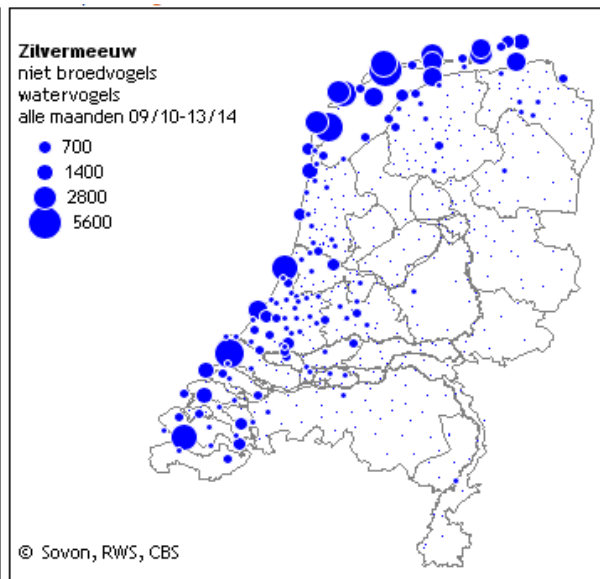 Zilvermeeuw
niet broedvogels
watervogels
alle maanden 09/10-13/14
700
1400
2800
5600
© Sovon, RWS, CBS